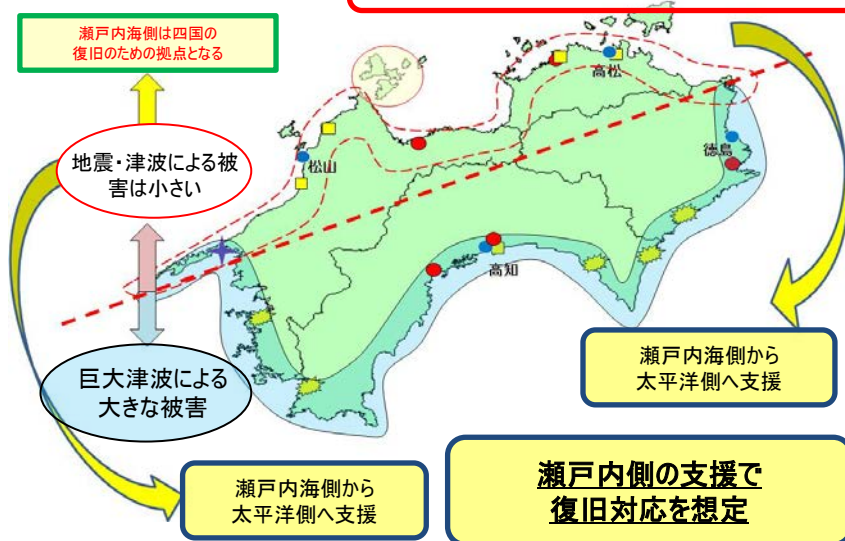 瀬戸内海側は四国の
復旧のための拠点となる
高松
地震・津波による被
害は小さい
松山
徳島
高知
巨大津波による
大きな被害
瀬戸内海側から
太平洋側へ支援
瀬戸内海側から
太平洋側へ支援
瀬戸内側の支援で
復旧対応を想定